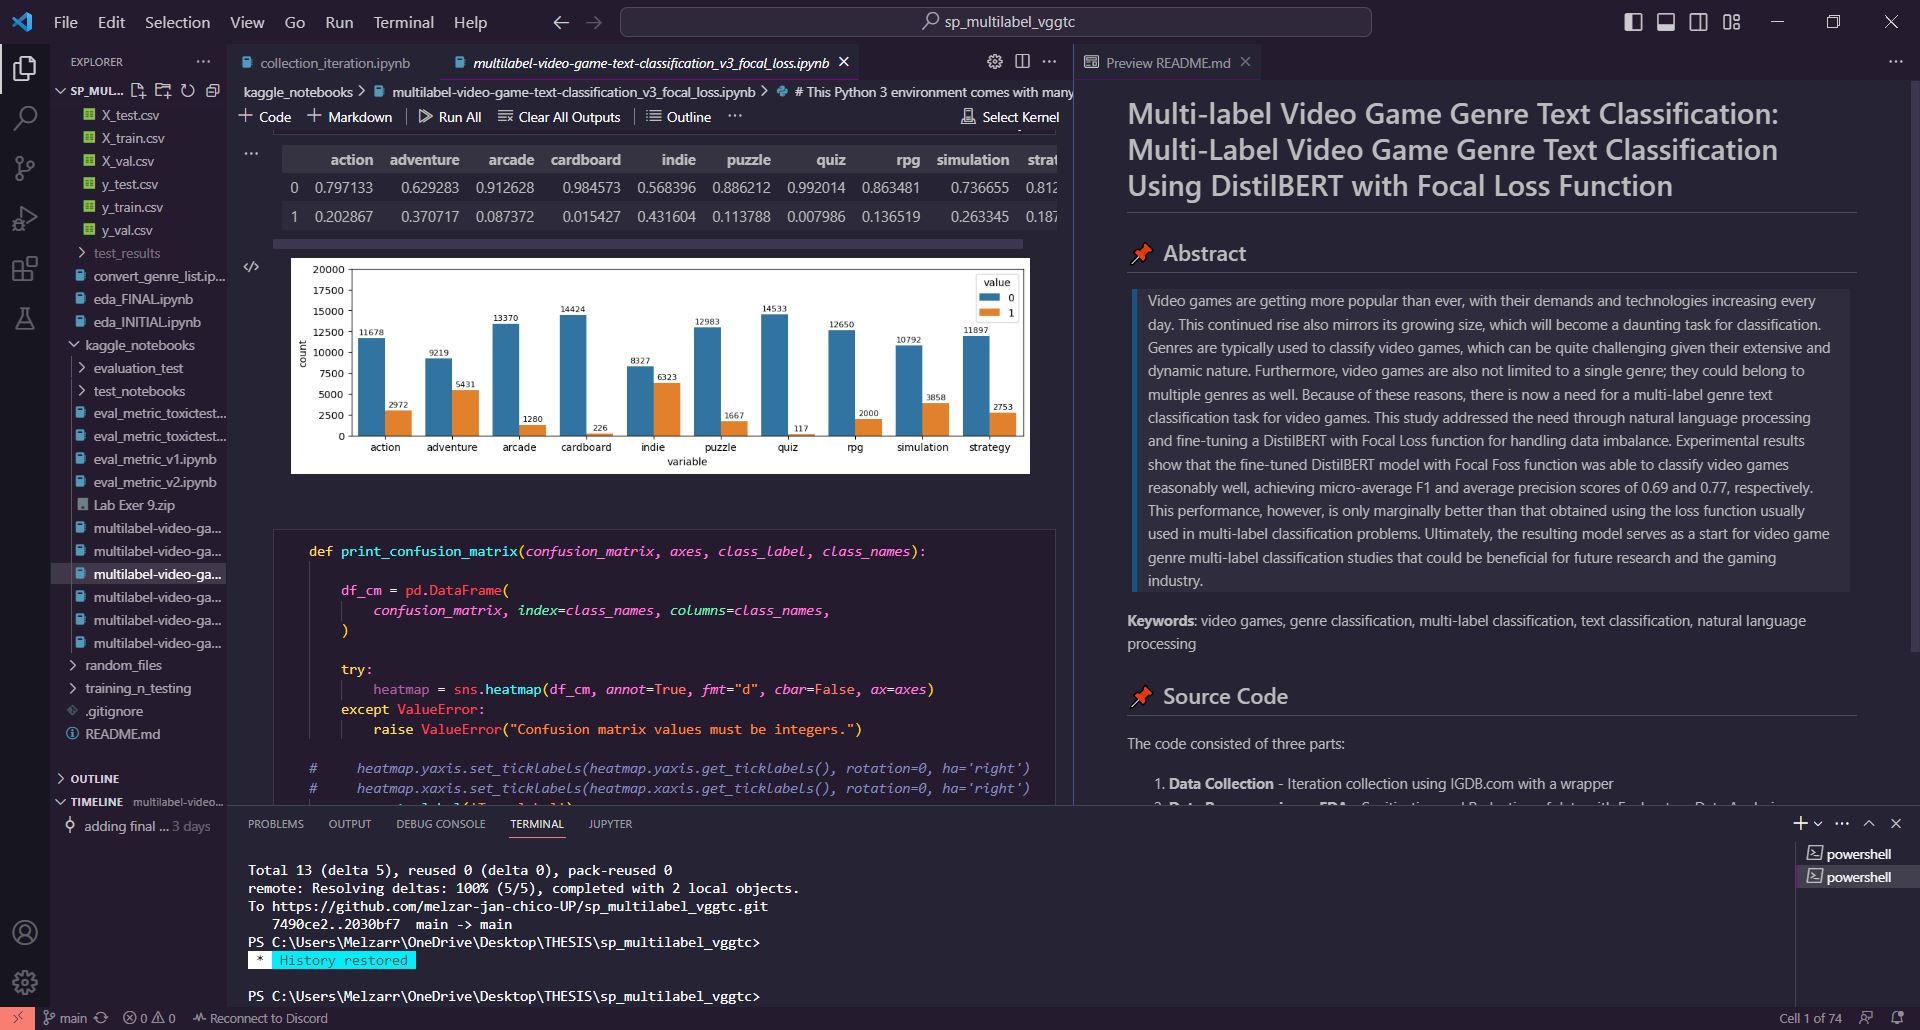 File Edit Selection View Go Run Terminal Help
sp_multilabel_vggtc
EXPLORER
SP_MUL...
X_test.csv
X_train.csv
X_val.csv
y_test.csv
y_train.csv
y_val.csv
test_results
convert_genre_list.ip...
eda_FINAL.ipynb
eda_INITIAL.ipynb
kaggle_notebooks
evaluation_test
test_notebooks
eval_metric_toxictest...
eval_metric_toxictest...
eval_metric_v1.ipynb
eval_metric_v2.ipynb
Lab Exer 9.zip
multilabel-video-ga...
multilabel-video-ga...
multilabel-video-ga...
multilabel-video-ga...
multilabel-video-ga...
multilabel-video-ga...
random_files
training_n_testing
.gitignore
README.md
OUTLINE
TIMELINE multilabel-video...
adding final ... 3 days
collection_iteration.ipynb
multilabel-video-game-text-classification_v3_focal_loss.ipynb
kaggle_notebooks > multilabel-video-game-text-classification_v3_focal_loss.ipynb > # This Python 3 environment comes with many
Code Markdown Run All Clear All Outputs Outline ... Select Kernel
action adventure arcade cardboard indie puzzle quiz rpg simulation strat
0 0.797133 0.629283 0.912628 0.984573 0.568396 0.886212 0.992014 0.863481 0.736655 0.812
1 0.202867 0.370717 0.087372 0.015427 0.431604 0.113788 0.007986 0.136519 0.263345 0.187
20000
17500
15000
12500
10000
7500
5000
2500
0
count
value
0
1
11678
2972
9219
5431
13370
1280
14424
226
8327
6323
12983
1667
14533
117
12650
2000
10792
3858
11897
2753
action adventure arcade cardboard indie puzzle quiz rpg simulation strategy
variable
def print_confusion_matrix(confusion_matrix, axes, class_label, class_names):
df_cm = pd.DataFrame(
confusion_matrix, index=class_names, columns=class_names,
)
try:
heatmap = sns.heatmap(df_cm, annot=True, fmt="d", cbar=False, ax=axes)
except ValueError:
raise ValueError("Confusion matrix values must be integers.")
# heatmap.yaxis.set_ticklabels(heatmap.yaxis.get_ticklabels(), rotation=0, ha='right')
# heatmap.xaxis.set_ticklabels(heatmap.xaxis.get_ticklabels(), rotation=0, ha='right')
Preview README.md
Multi-label Video Game Genre Text Classification:
Multi-Label Video Game Genre Text Classification
Using DistilBERT with Focal Loss Function
Abstract
Video games are getting more popular than ever, with their demands and technologies increasing every
day. This continued rise also mirrors its growing size, which will become a daunting task for classification.
Genres are typically used to classify video games, which can be quite challenging given their extensive and
dynamic nature. Furthermore, video games are also not limited to a single genre; they could belong to
multiple genres as well. Because of these reasons, there is now a need for a multi-label genre text
classification task for video games. This study addressed the need through natural language processing
and fine-tuning a DistilBERT with Focal Loss function for handling data imbalance. Experimental results
show that the fine-tuned DistilBERT model with Focal Foss function was able to classify video games
reasonably well, achieving micro-average F1 and average precision scores of 0.69 and 0.77, respectively.
This performance, however, is only marginally better than that obtained using the loss function usually
used in multi-label classification problems. Ultimately, the resulting model serves as a start for video game
genre multi-label classification studies that could be beneficial for future research and the gaming
industry.
Keywords: video games, genre classification, multi-label classification, text classification, natural language
processing
Source Code
The code consisted of three parts:
1. Data Collection - Iteration collection using IGDB.com with a wrapper
PROBLEMS OUTPUT DEBUG CONSOLE TERMINAL JUPYTER
Total 13 (delta 5), reused 0 (delta 0), pack-reused 0
remote: Resolving deltas: 100% (5/5), completed with 2 local objects.
To https://github.com/melzar-jan-chico-UP/sp_multilabel_vggtc.git
7490ce2..2030bf7 main -> main
PS C:\Users\Melzarr\OneDrive\Desktop\THESIS\sp_multilabel_vggtc>
* History restored
PS C:\Users\Melzarr\OneDrive\Desktop\THESIS\sp_multilabel_vggtc>
powershell
powershell
main 0 0 Reconnect to Discord Cell 1 of 74